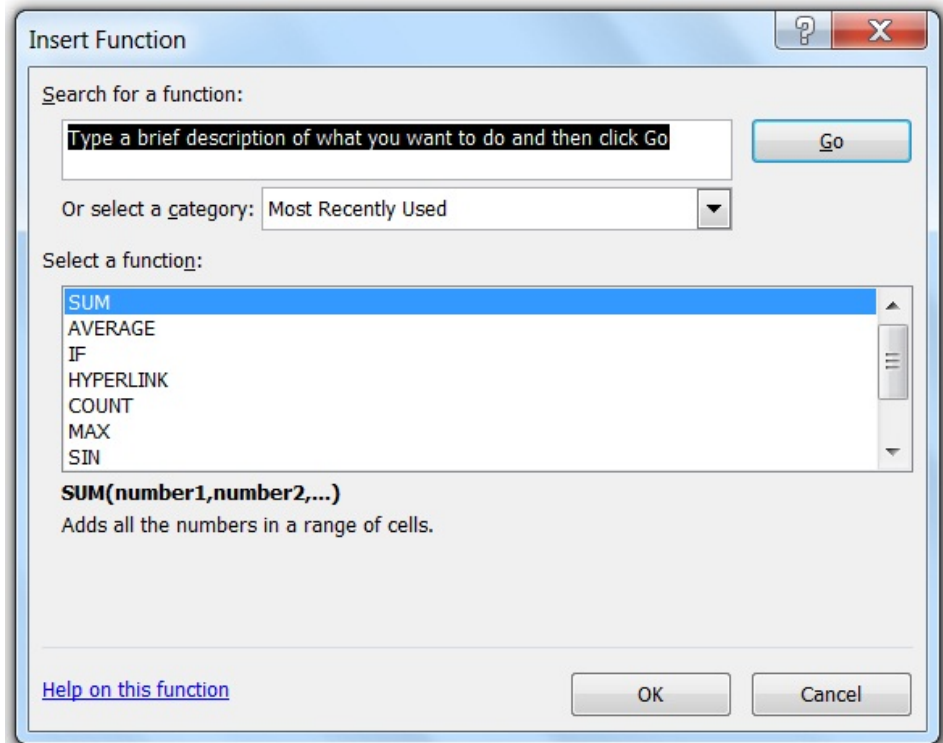 Insert Function
Search for a function:
Type a brief description of what you want to do and then click Go
Go
Or select a category: Most Recently Used
Select a function:
SUM
AVERAGE
IF
HYPERLINK
COUNT
MAX
SIN
SUM(number1,number2,...)
Adds all the numbers in a range of cells.
Help on this function
OK
Cancel